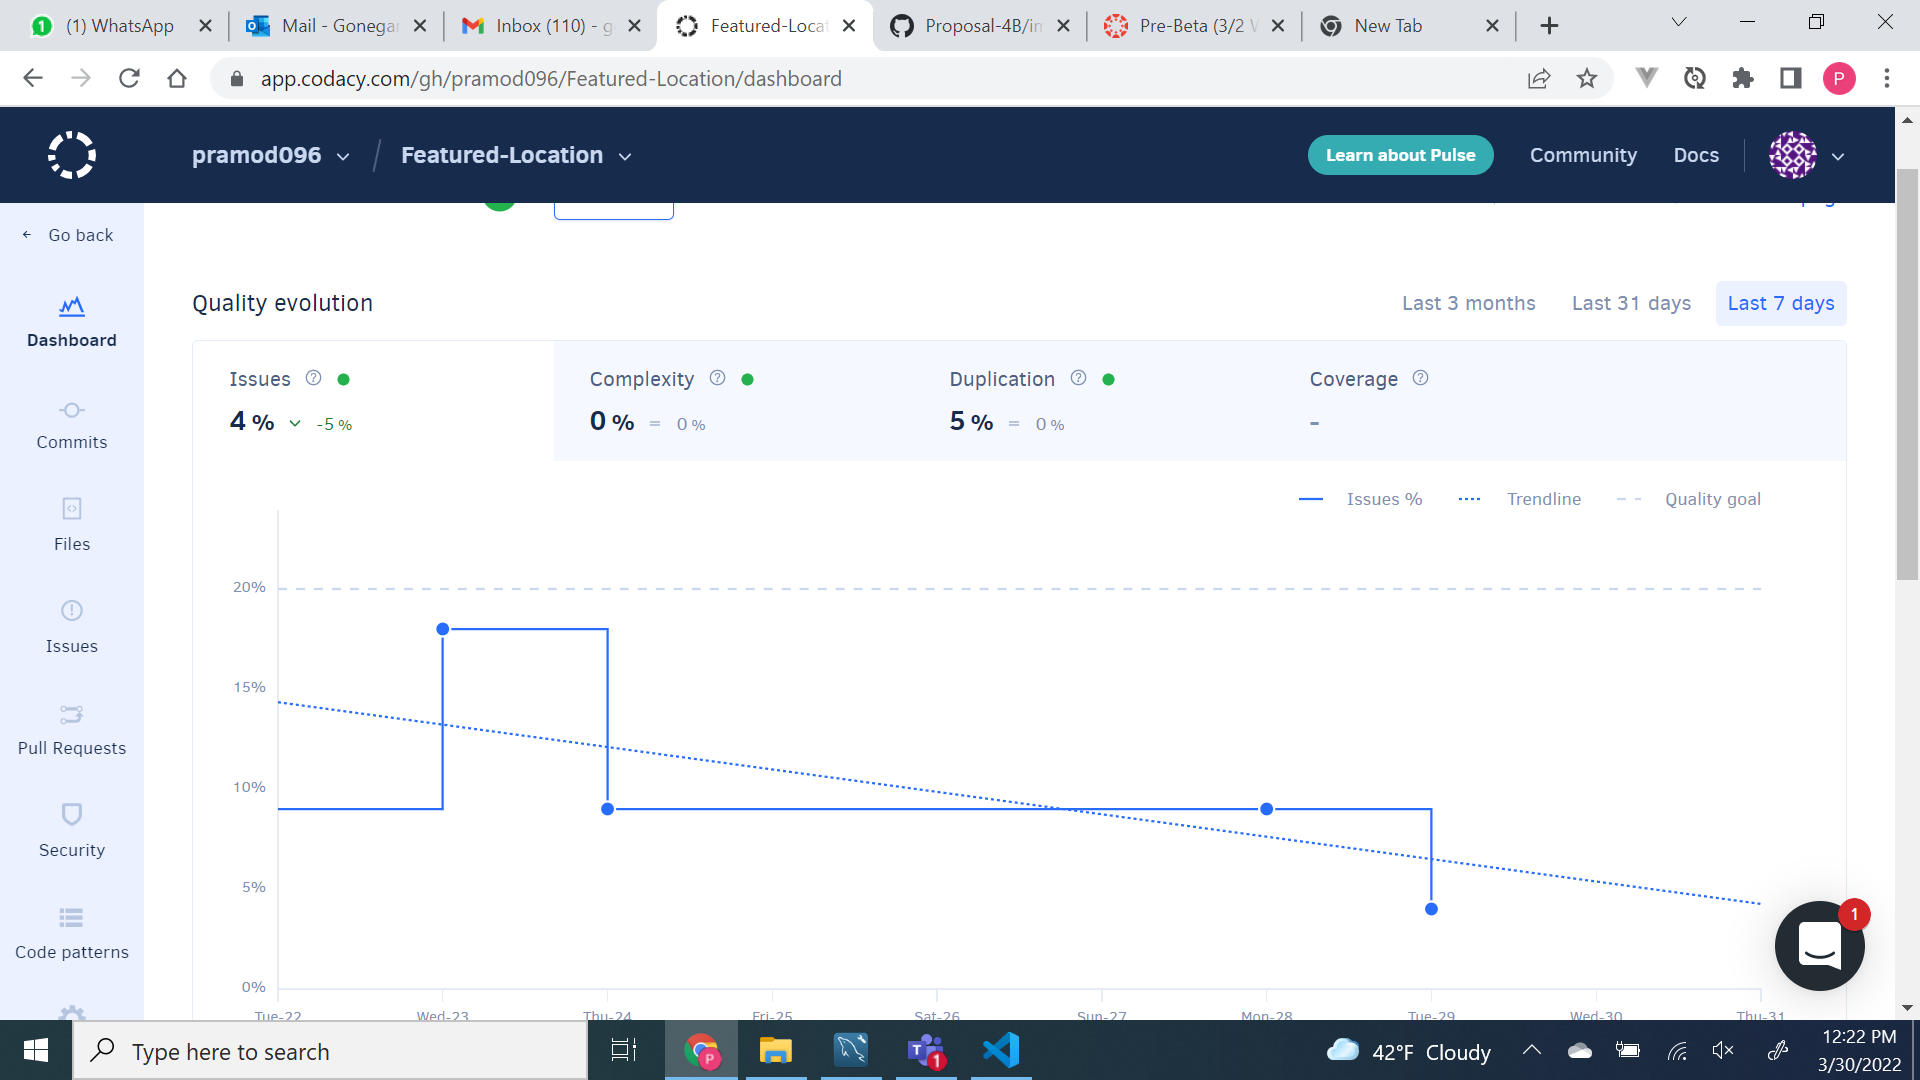 1 (1) WhatsApp Mail - Gonegar Inbox (110) - g Featured-Locat Proposal-4B/im Pre-Beta (3/2 W New Tab
app.codacy.com/gh/pramod096/Featured-Location/dashboard P
pramod096 / Featured-Location Learn about Pulse Community Docs
Go back
Quality evolution Last 3 months Last 31 days Last 7 days
Dashboard
Issues ? Complexity ? Duplication ? Coverage ?
4 % -5 % 0 % = 0 % 5 % = 0 % -
Commits
Issues % Trendline Quality goal
Files
20%
Issues
15%
Pull Requests
10%
Security
5%
1
Code patterns
0%
Tue-22 Wed-23 Thu-24 Fri-25 Sat-26 Sun-27 Mon-28 Tue-29 Wed-30 Thu-31
Type here to search P T 1 42°F Cloudy 12:22 PM
3/30/2022